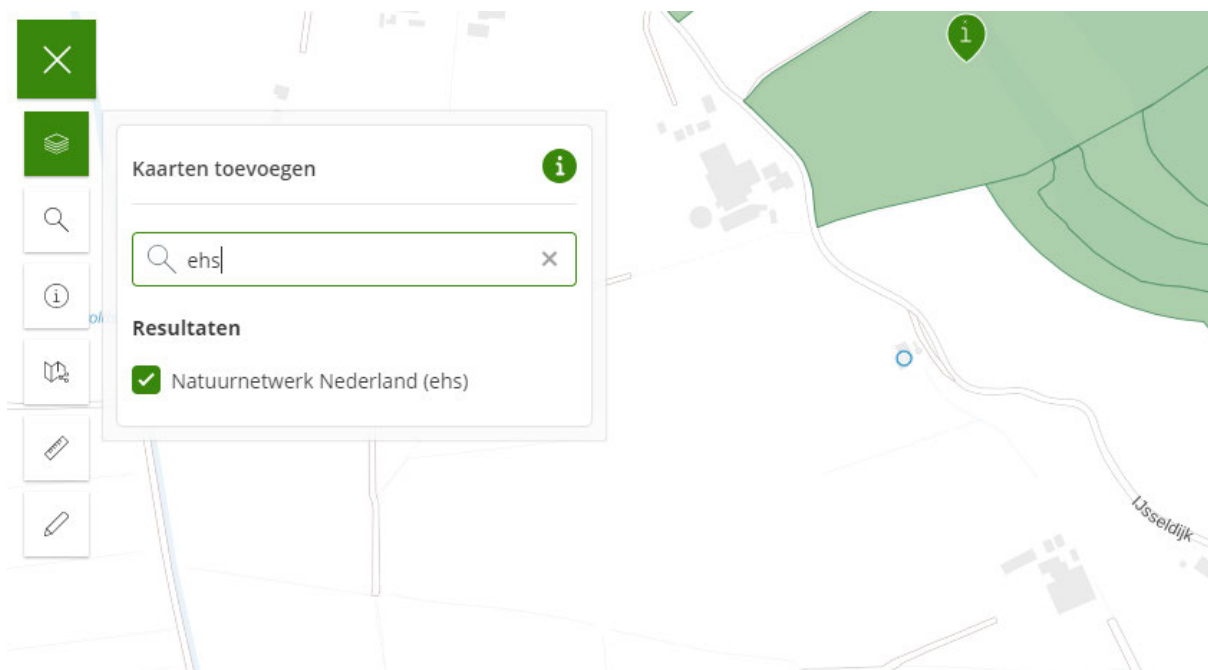 Kaarten toevoegen
ehs
Resultaten
Natuurnetwerk Nederland (ehs)
IJsseldijk